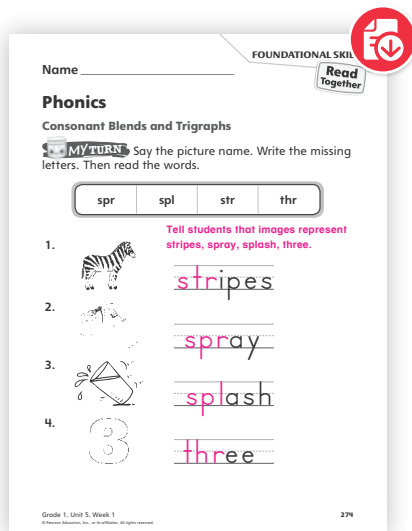 FOUNDATIONAL SKIL
Name
Read
Together
Phonics
Consonant Blends and Trigraphs
MY TURN Say the picture name. Write the missing
letters. Then read the words.
spr spl str thr
Tell students that images represent
stripes, spray, splash, three.
1.
stripes
2.
spray
3.
splash
4.
3
three
Grade 1, Unit 5, Week 1
274
© Pearson Education, Inc., or its affiliates. All rights reserved.